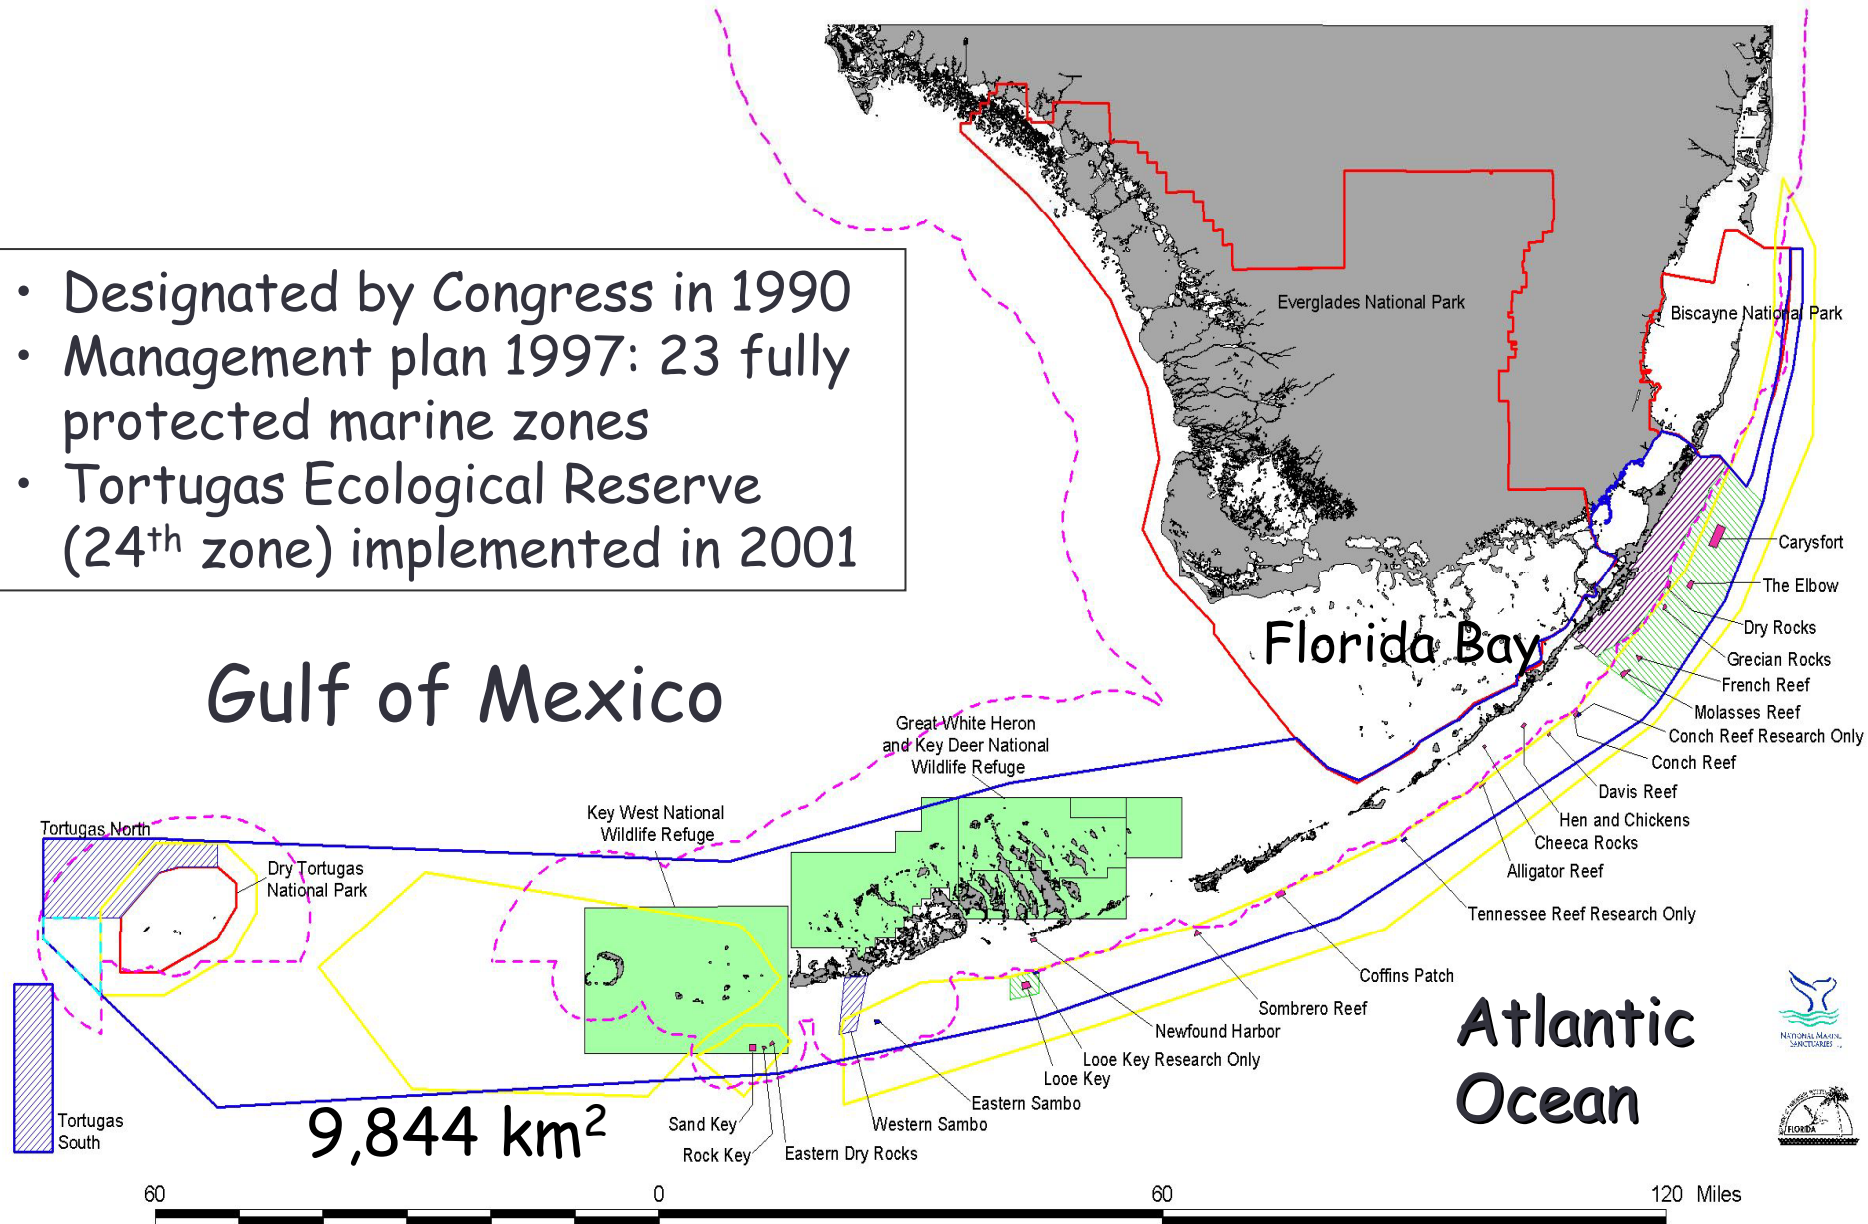 • Designated by Congress in 1990
• Management plan 1997: 23 fully
protected marine zones
• Tortugas Ecological Reserve
(24th zone) implemented in 2001
Everglades National Park
Biscayne National Park
Florida Bay
Gulf of Mexico
Carysfort
The Elbow
Dry Rocks
Grecian Rocks
French Reef
Molasses Reef
Conch Reef Research Only
Conch Reef
Davis Reef
Hen and Chickens
Cheeca Rocks
Alligator Reef
Tennessee Reef Research Only
Coffins Patch
Sombrero Reef
Newfound Harbor
Looe Key Research Only
Looe Key
Eastern Sambo
Western Sambo
Great White Heron
and Key Deer National
Wildlife Refuge
Key West National
Wildlife Refuge
Tortugas North
Dry Tortugas
National Park
Tortugas
South
9,844 km²
Sand Key
Rock Key
Eastern Dry Rocks
Atlantic
Ocean
NATIONAL MARINE
SANCTUARIES
FLORIDA
60 0 60 120 Miles